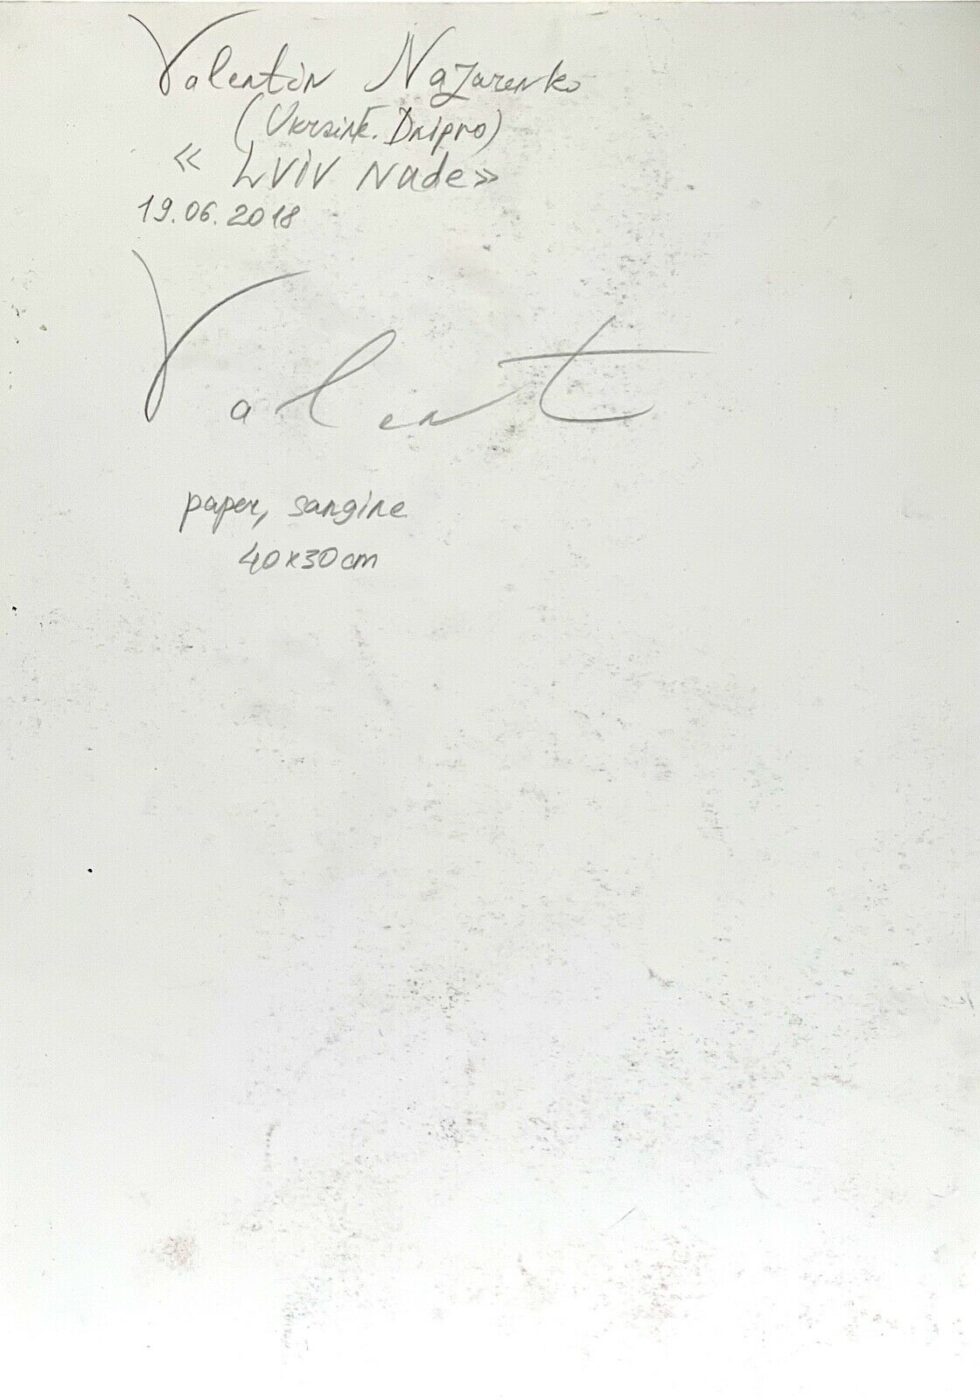 Valentin Nazarenko
(Ukraine. Dnipro)
« LViV Nude»
19.06.2018
Valent
paper, sangine
40x30cm